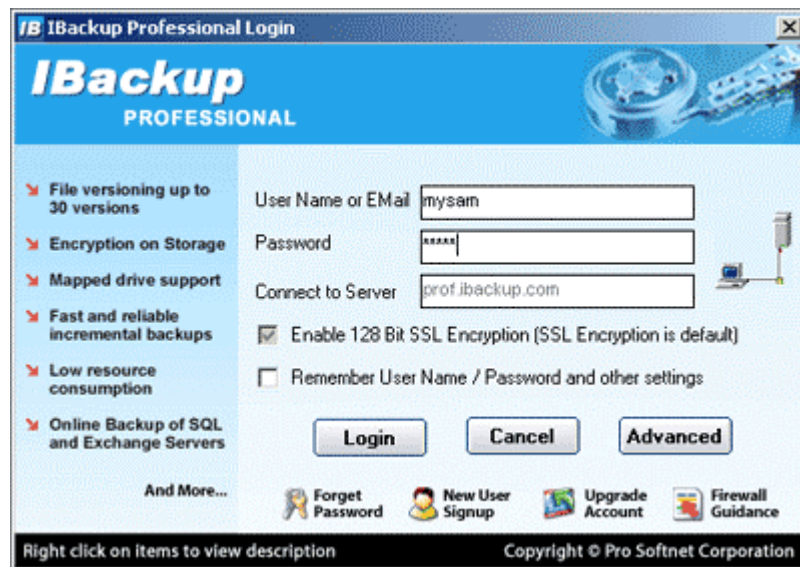 IB IBackup Professional Login
IBackup
PROFESSIONAL
File versioning up to
30 versions
Encryption on Storage
Mapped drive support
Fast and reliable
incremental backups
Low resource
consumption
Online Backup of SQL
and Exchange Servers
And More...
User Name or EMail mysam
Password *****
Connect to Server prof.ibackup.com
Enable 128 Bit SSL Encryption (SSL Encryption is default)
Remember User Name / Password and other settings
Login Cancel Advanced
Forget
Password
New User
Signup
Upgrade
Account
Firewall
Guidance
Right click on items to view description
Copyright © Pro Softnet Corporation